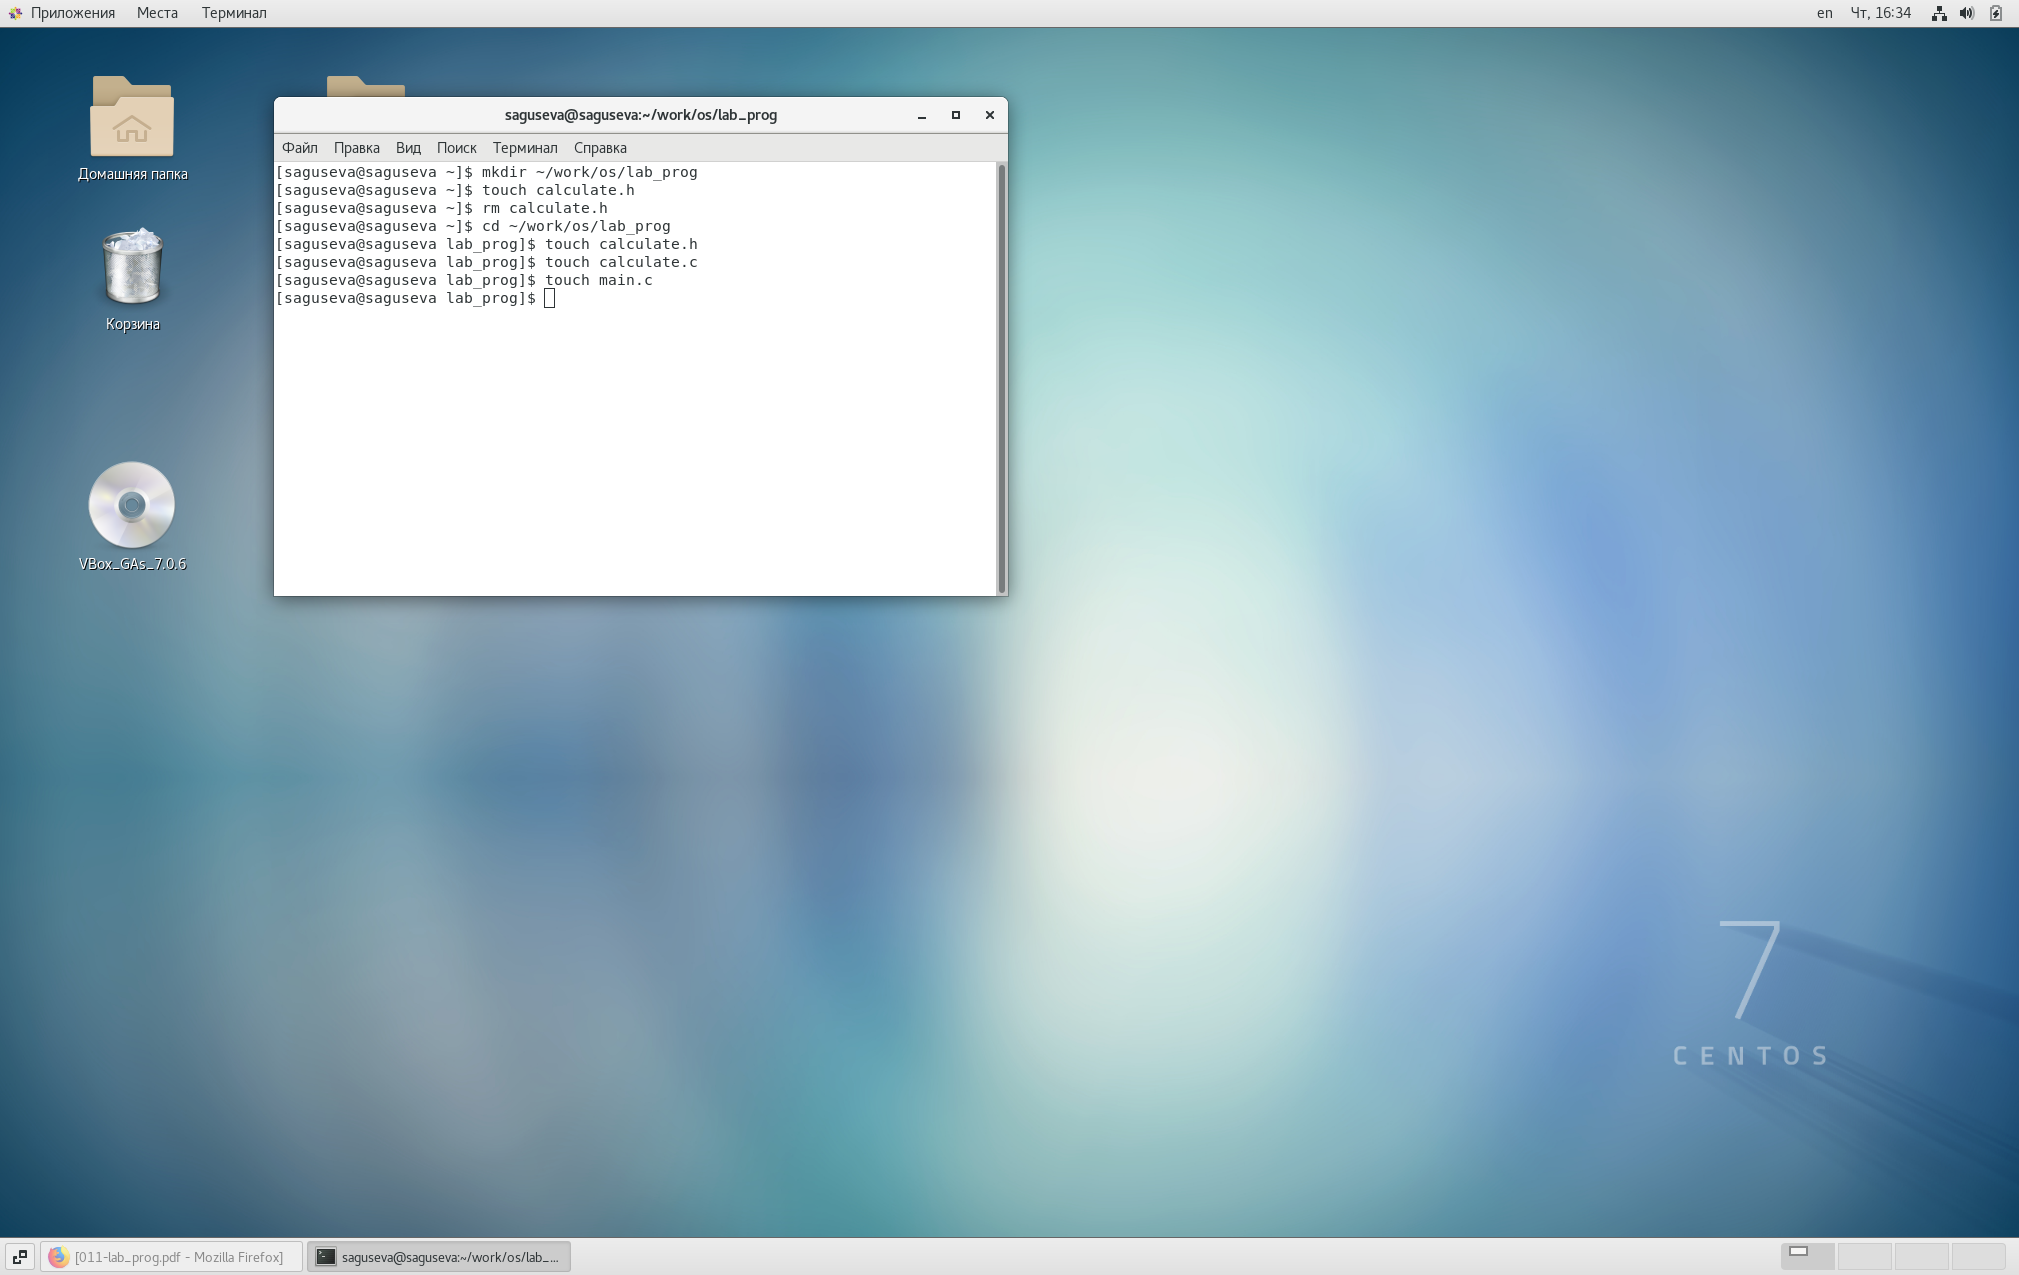 Приложения Места Терминал en Чт, 16:34
saguseva@saguseva:~/work/os/lab_prog
Файл Правка Вид Поиск Терминал Справка
[saguseva@saguseva ~]$ mkdir ~/work/os/lab_prog
[saguseva@saguseva ~]$ touch calculate.h
[saguseva@saguseva ~]$ rm calculate.h
[saguseva@saguseva ~]$ cd ~/work/os/lab_prog
[saguseva@saguseva lab_prog]$ touch calculate.h
[saguseva@saguseva lab_prog]$ touch calculate.c
[saguseva@saguseva lab_prog]$ touch main.c
[saguseva@saguseva lab_prog]$
Домашняя папка
Корзина
VBox_GAs_7.0.6
7
CENTOS
[011-lab_prog.pdf - Mozilla Firefox] saguseva@saguseva:~/work/os/lab_...